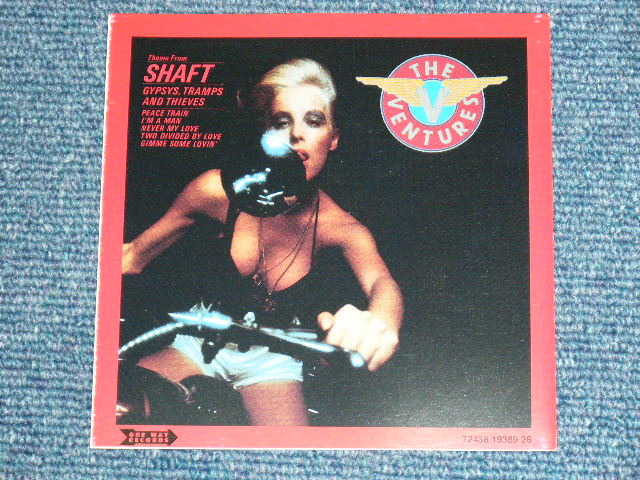 Theme From
SHAFT
GYPSYS, TRAMPS
AND THIEVES
PEACE TRAIN
I'M A MAN
NEVER MY LOVE
TWO DIVIDED BY LOVE
GIMME SOME LOVIN'
THE
V
VENTURES
ONE WAY
RECORDS
72438 19389 26